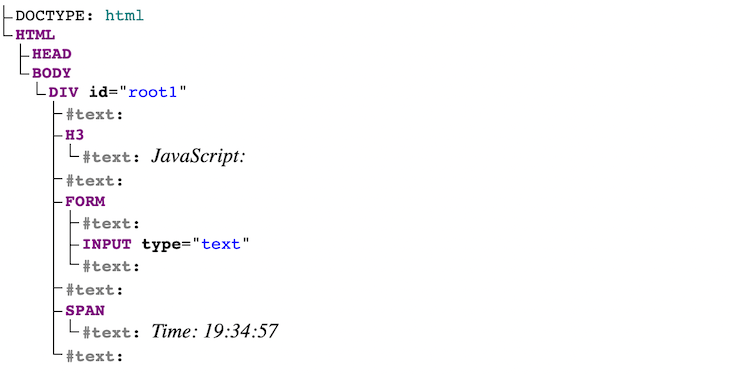 DOCTYPE: html
HTML
HEAD
BODY
DIV id="root1"
#text:
H3
#text: JavaScript:
#text:
FORM
#text:
INPUT type="text"
#text:
#text:
SPAN
#text: Time: 19:34:57
#text: